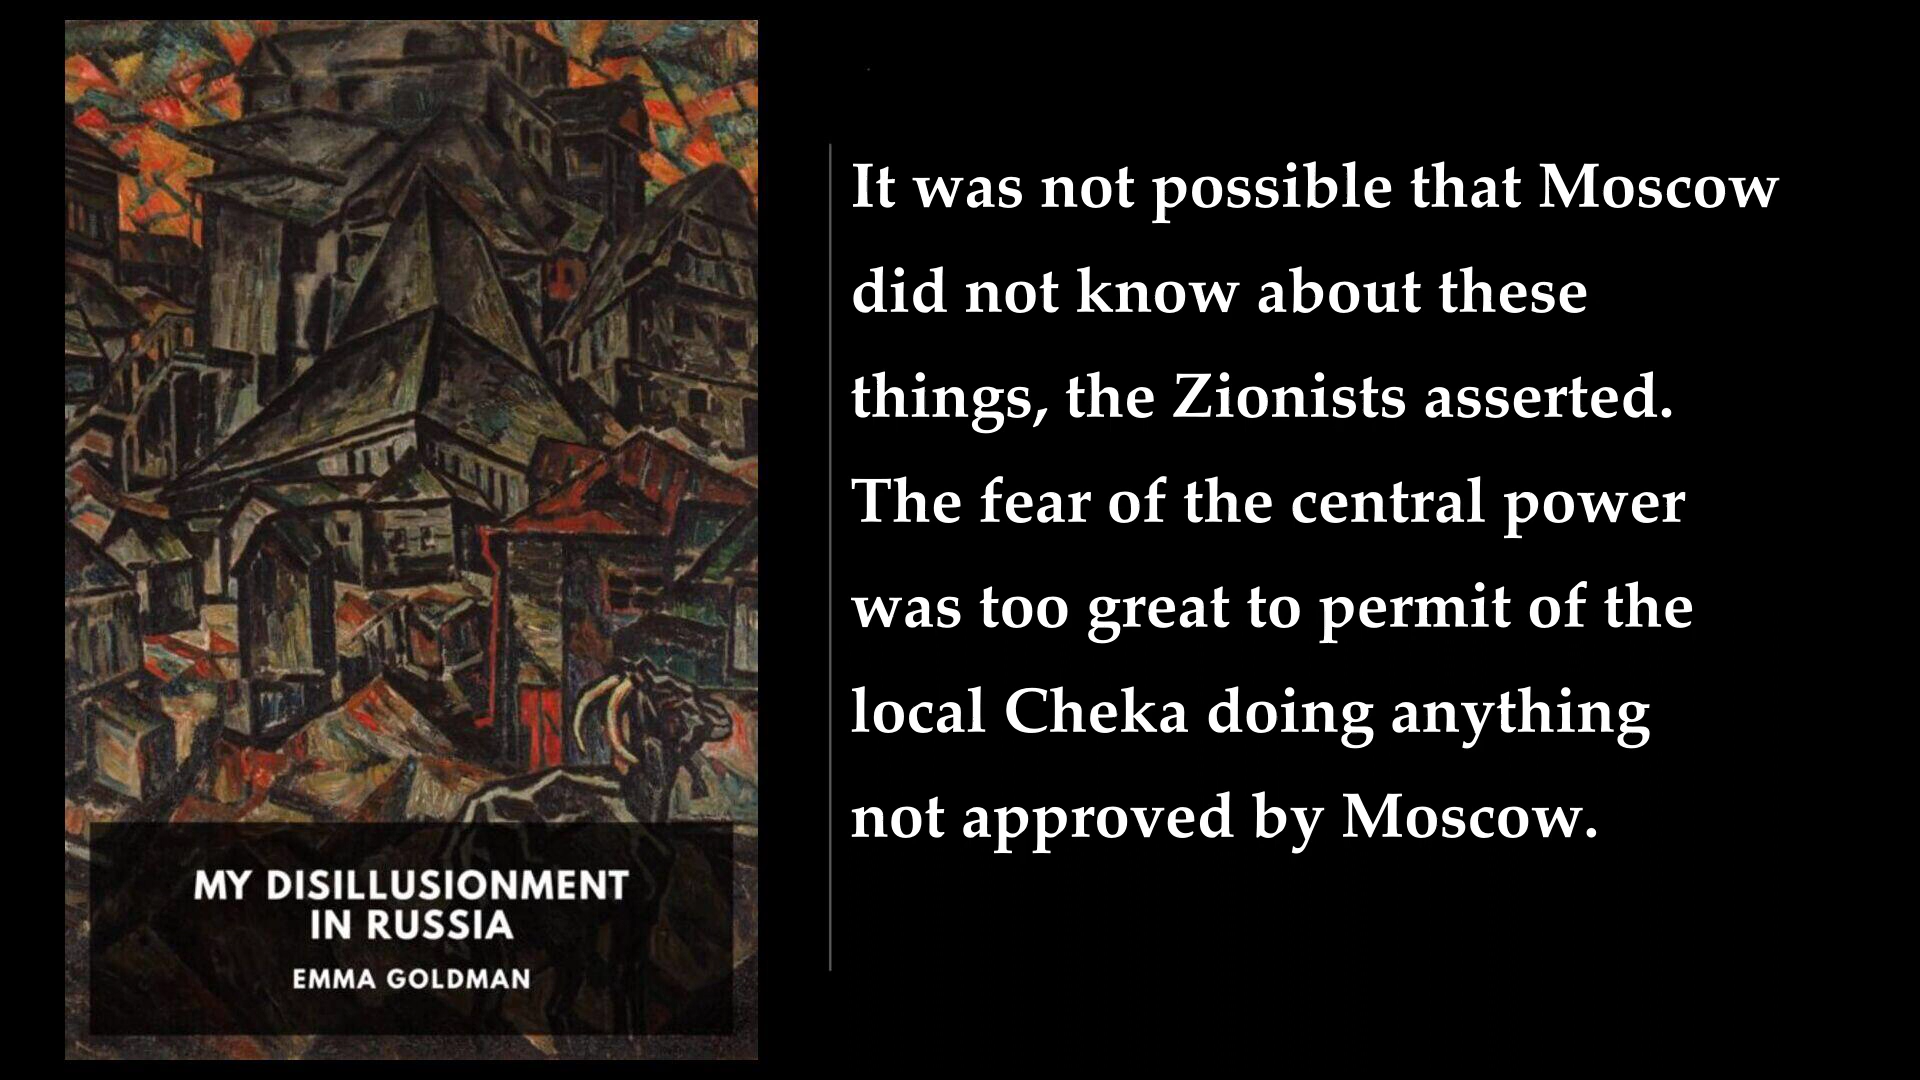 It was not possible that Moscow
did not know about these
things, the Zionists asserted.
The fear of the central power
was too great to permit of the
local Cheka doing anything
not approved by Moscow.
MY DISILLUSIONMENT
IN RUSSIA
EMMA GOLDMAN